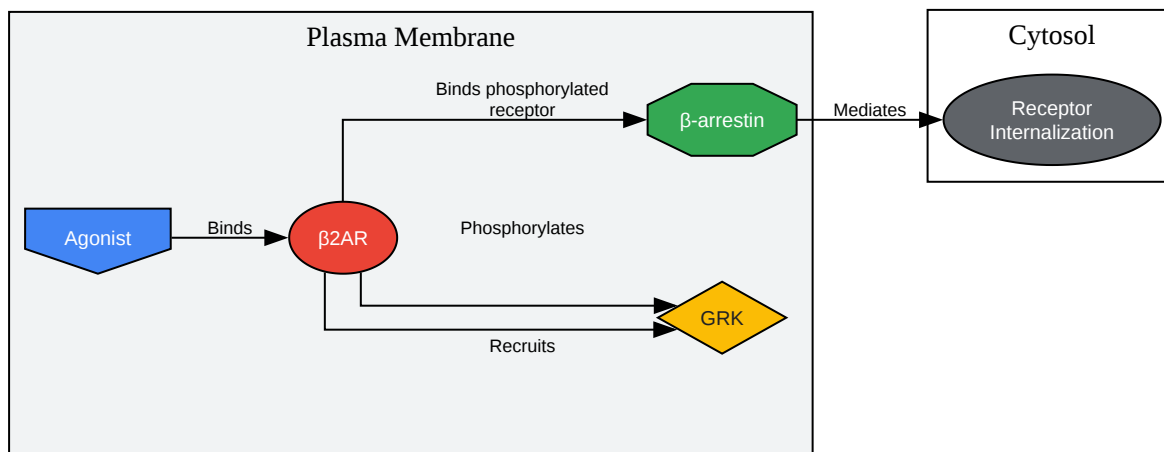 Plasma Membrane
Cytosol
Binds phosphorylated
receptor
β-arrestin
Mediates
Receptor
Internalization
Agonist
Binds
β2AR
Phosphorylates
GRK
Recruits